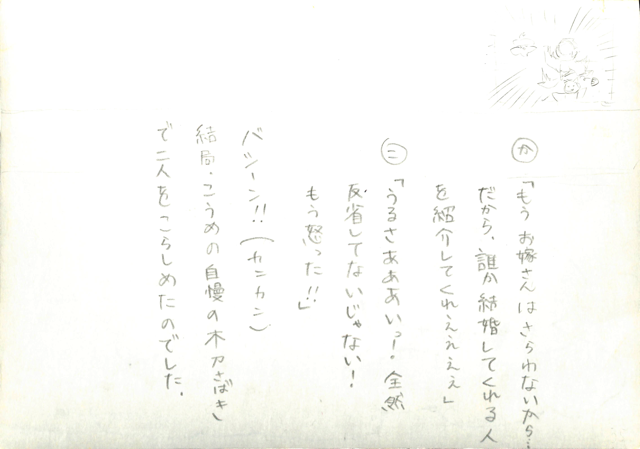 か 「もうお嫁さんはさらわないから…
だから、誰か結婚してくれる人
を紹介してくれぇぇぇぇ」
こ 「うるさあああいっ!全然
反省してないじゃない!
もう怒った!!」
バシーン!!(カンカン)
結局、こうめの自慢の木刀さばき
で二人をこらしめたのでした。